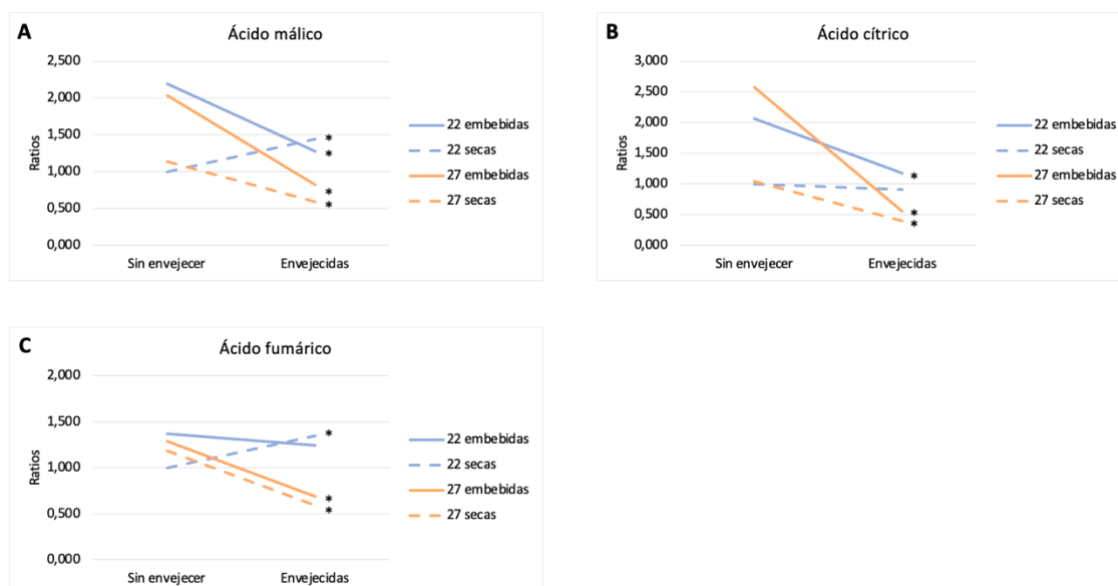 A
Ácido málico
2,500
2,000
1,500
1,000
0,500
0,000
Ratios
Sin envejecer
Envejecidas
*
*
*
*
22 embebidas
22 secas
27 embebidas
27 secas
B
Ácido cítrico
3,000
2,500
2,000
1,500
1,000
0,500
0,000
Ratios
Sin envejecer
Envejecidas
*
*
*
22 embebidas
22 secas
27 embebidas
27 secas
C
Ácido fumárico
2,000
1,500
1,000
0,500
0,000
Ratios
Sin envejecer
Envejecidas
*
*
*
22 embebidas
22 secas
27 embebidas
27 secas